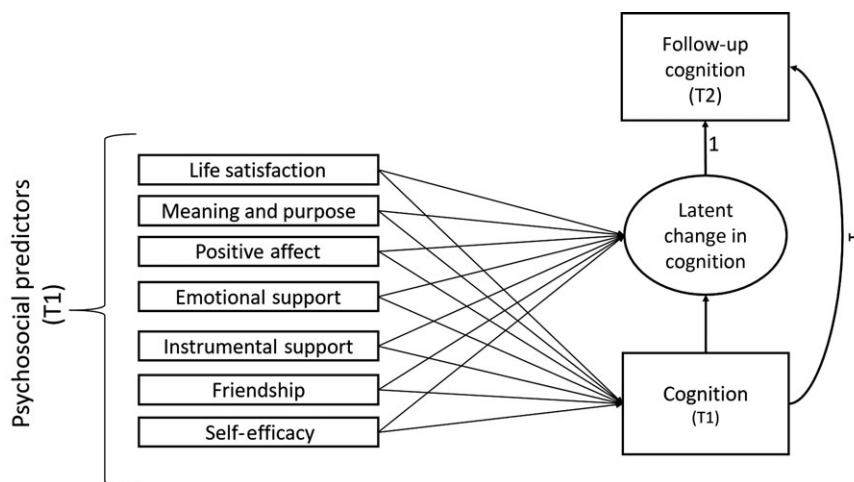 Psychosocial predictors
(T1)
Life satisfaction
Meaning and purpose
Positive affect
Emotional support
Instrumental support
Friendship
Self-efficacy
Follow-up
cognition
(T2)
1
Latent
change in
cognition
1
Cognition
(T1)